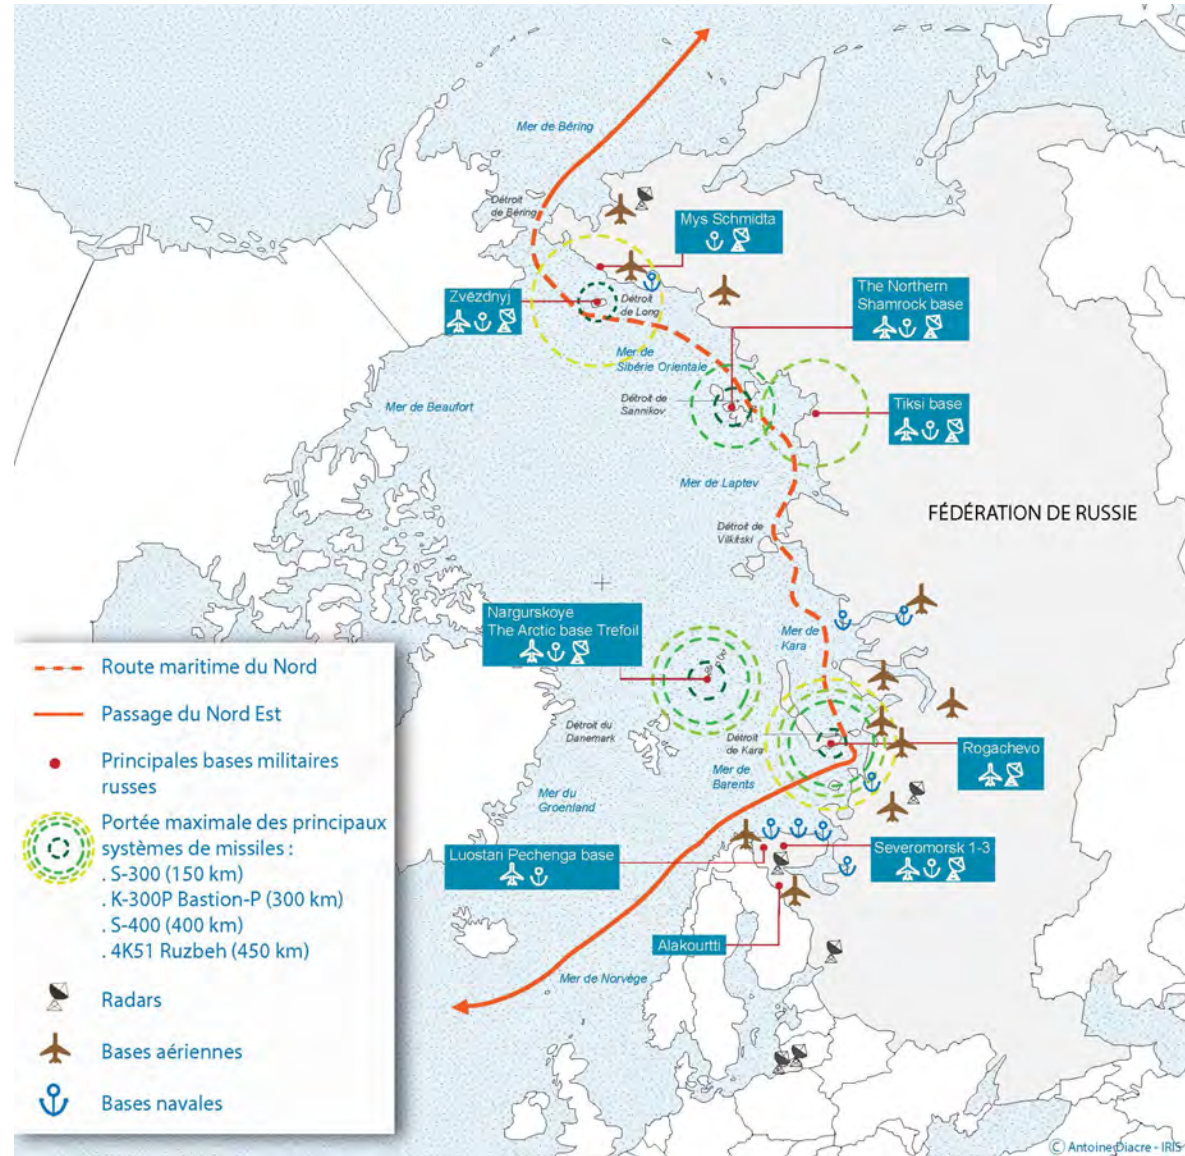 Mer de Béring
Détroit
de Béring
Mys Schmidta
Zvëzdnyj
Détroit
de Long
The Northern
Shamrock base
Mer de
Sibérie Orientale
Détroit de
Sannikov
Mer de Beaufort
Tiksi base
Mer de Laptev
FÉDÉRATION DE RUSSIE
Détroit de
Vilkitski
Nargurskoye
The Arctic base Trefoil
Mer de
Kara
Détroit du
Danemark
Détroit
de Kara
Rogachevo
Mer de
Barents
Mer du
Groenland
Luostari Pechenga base
Severomorsk 1-3
Alakourtti
Mer de Norvège
Route maritime du Nord
Passage du Nord Est
Principales bases militaires
russes
Portée maximale des principaux
systèmes de missiles :
. S-300 (150 km)
. K-300P Bastion-P (300 km)
. S-400 (400 km)
. 4K51 Ruzbeh (450 km)
Radars
Bases aériennes
Bases navales
© Antoine Diacre - IRIS